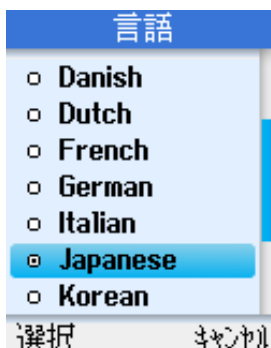 言語
Danish
Dutch
French
German
Italian
Japanese
Korean
選択 ｷｬﾝｾﾙ